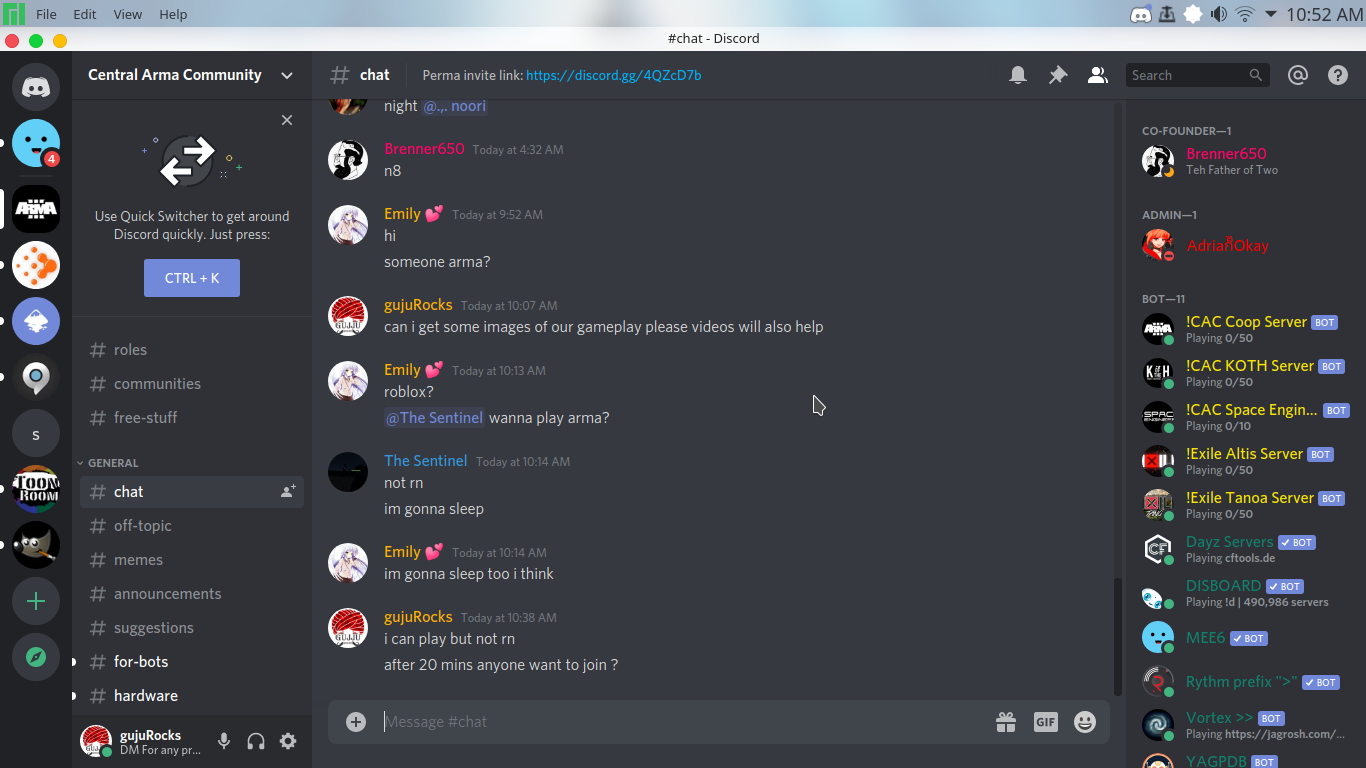 File Edit View Help
10:52 AM
#chat - Discord
4
ARMA
TOON
ROOM
s
Central Arma Community
Use Quick Switcher to get around
Discord quickly. Just press:
CTRL + K
# roles
# communities
# free-stuff
GENERAL
# chat
# off-topic
# memes
# announcements
# suggestions
# for-bots
# hardware
gujuRocks
DM For any pr...
# chat
Perma invite link: https://discord.gg/4QZcD7b
Search
night @.,. noori
Brenner650 Today at 4:32 AM
n8
Emily 💕 Today at 9:52 AM
hi
someone arma?
gujuRocks Today at 10:07 AM
can i get some images of our gameplay please videos will also help
Emily 💕 Today at 10:13 AM
roblox?
@The Sentinel wanna play arma?
The Sentinel Today at 10:14 AM
not rn
im gonna sleep
Emily 💕 Today at 10:14 AM
im gonna sleep too i think
gujuRocks Today at 10:38 AM
i can play but not rn
after 20 mins anyone want to join ?
Message #chat
GIF
CO-FOUNDER—1
Brenner650
Teh Father of Two
ADMIN—1
BOT—11
!CAC Coop Server BOT
Playing 0/50
!CAC KOTH Server BOT
Playing 0/50
!CAC Space Engin... BOT
Playing 0/10
!Exile Altis Server BOT
Playing 0/50
!Exile Tanoa Server BOT
Playing 0/50
Dayz Servers ✓ BOT
Playing cftools.de
DISBOARD ✓ BOT
Playing !d | 490,986 servers
MEE6 ✓ BOT
Rythm prefix ">" ✓ BOT
Vortex >> BOT
Playing https://jagrosh.com/...
YAGPDB BOT